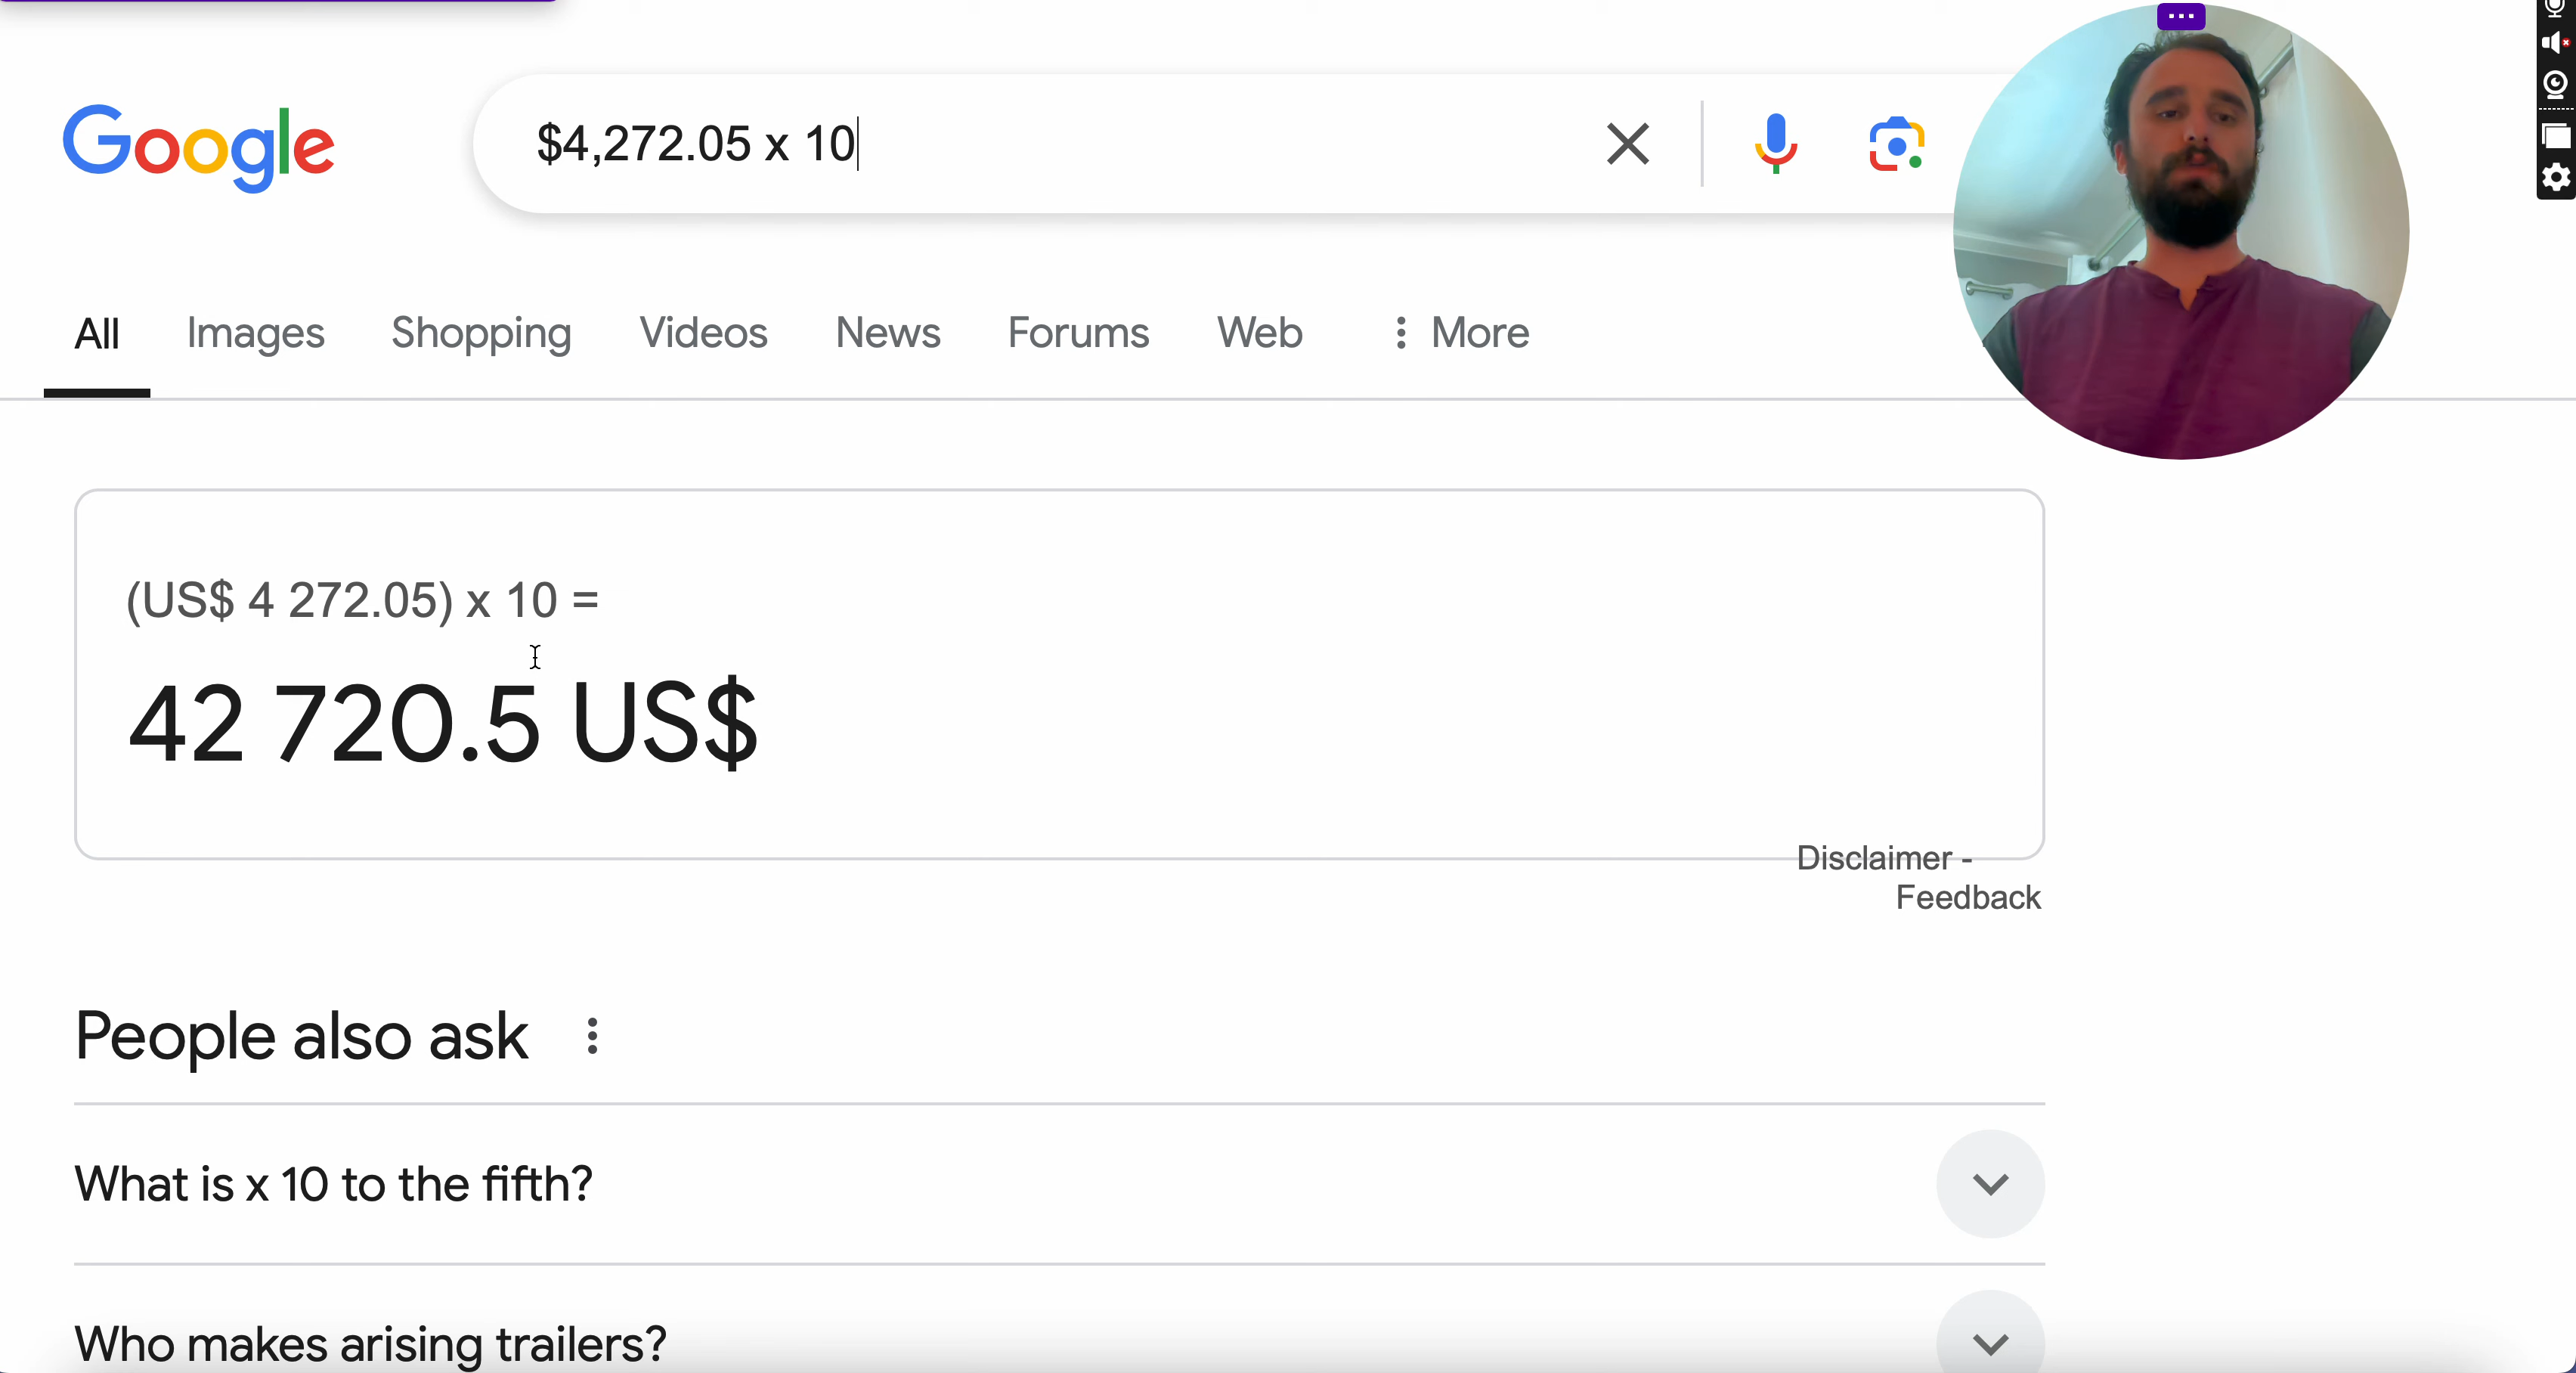 Google
$4,272.05 x 10
All Images Shopping Videos News Forums Web More
(US$ 4 272.05) x 10 =
42 720.5 US$
Disclaimer -
Feedback
People also ask
What is x 10 to the fifth?
Who makes arising trailers?